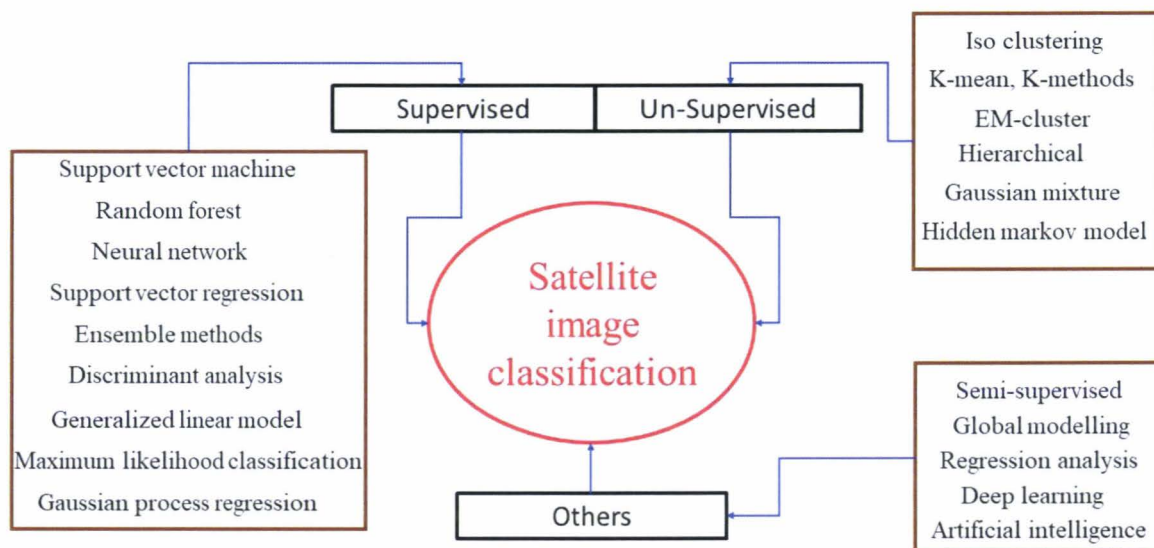 Supervised
Un-Supervised
Support vector machine
Random forest
Neural network
Support vector regression
Ensemble methods
Discriminant analysis
Generalized linear model
Maximum likelihood classification
Gaussian process regression
Iso clustering
K-mean, K-methods
EM-cluster
Hierarchical
Gaussian mixture
Hidden markov model
Satellite
image
classification
Semi-supervised
Global modelling
Regression analysis
Deep learning
Artificial intelligence
Others